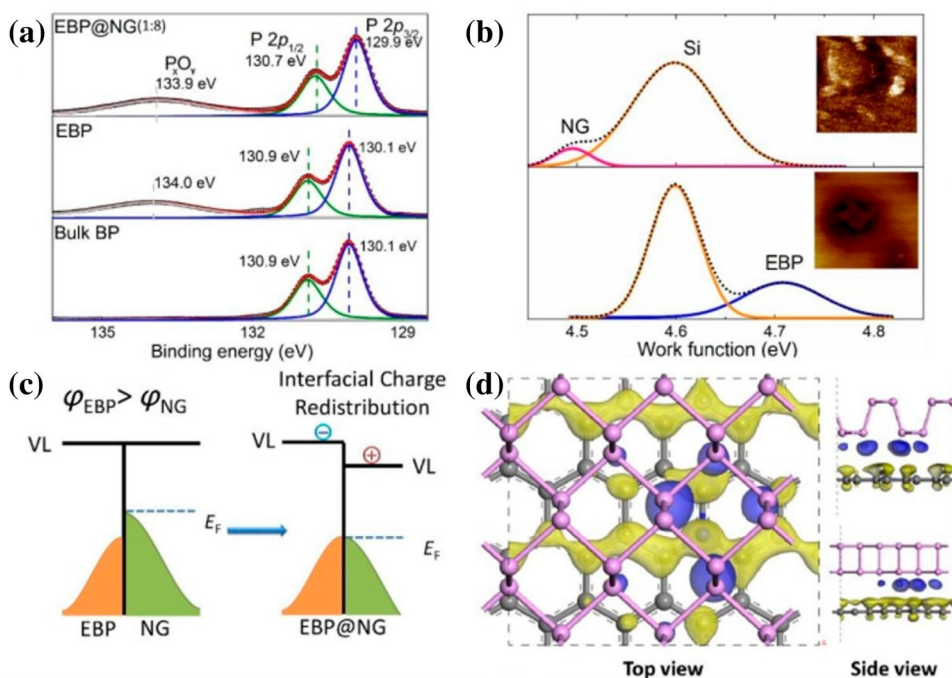 (a)
EBP@NG(1:8)
P 2p1/2
130.7 eV
P 2p3/2
129.9 eV
PxOy
133.9 eV
EBP
130.9 eV
130.1 eV
134.0 eV
Bulk BP
130.9 eV
130.1 eV
135
132
129
Binding energy (eV)
(b)
Si
NG
EBP
4.5
4.6
4.7
4.8
Work function (eV)
(c)
φEBP> φNG
Interfacial Charge
Redistribution
VL
−
+
VL
EF
EF
EBP
NG
EBP@NG
(d)
Top view
Side view